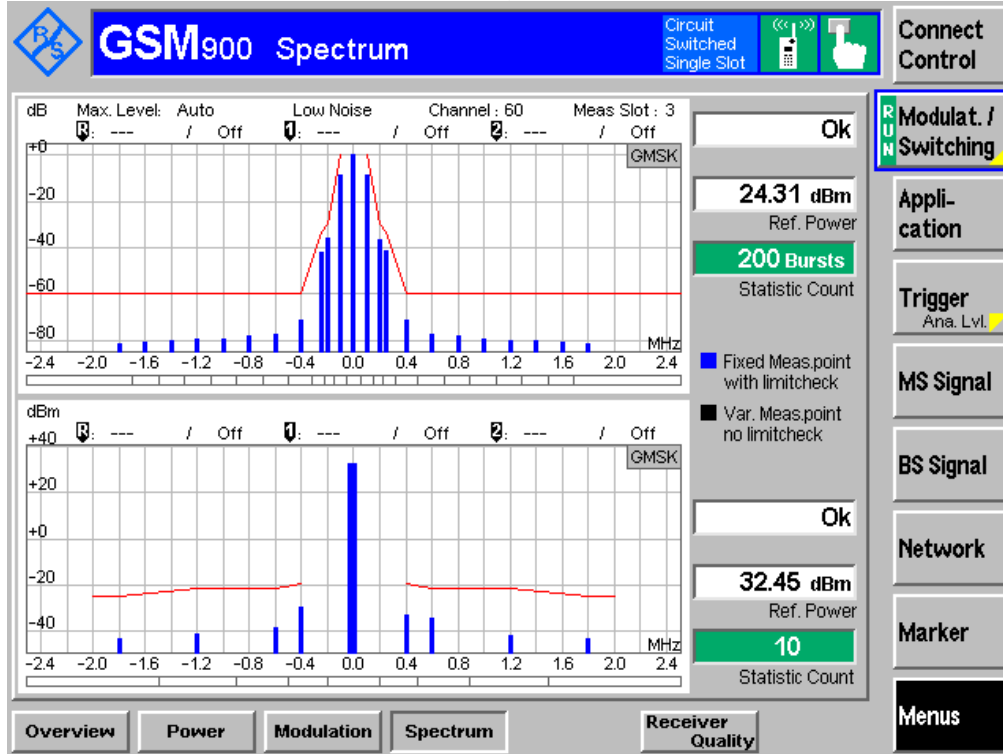 R&S
GSM900 Spectrum
Circuit
Switched
Single Slot
Connect
Control
dB Max. Level: Auto Low Noise Channel : 60 Meas Slot : 3
R: --- / Off 1: --- / Off 2: --- / Off
+0
-20
-40
-60
-80
GMSK
MHz
-2.4 -2.0 -1.6 -1.2 -0.8 -0.4 0.0 0.4 0.8 1.2 1.6 2.0 2.4
Ok
24.31 dBm
Ref. Power
200 Bursts
Statistic Count
Fixed Meas.point
with limitcheck
Var. Meas.point
no limitcheck
dBm
R: --- / Off 1: --- / Off 2: --- / Off
+40
+20
+0
-20
-40
GMSK
MHz
-2.4 -2.0 -1.6 -1.2 -0.8 -0.4 0.0 0.4 0.8 1.2 1.6 2.0 2.4
Ok
32.45 dBm
Ref. Power
10
Statistic Count
RUN
Modulat. /
Switching
Appli-
cation
Trigger
Ana. Lvl.
MS Signal
BS Signal
Network
Marker
Menus
Overview
Power
Modulation
Spectrum
Receiver
Quality